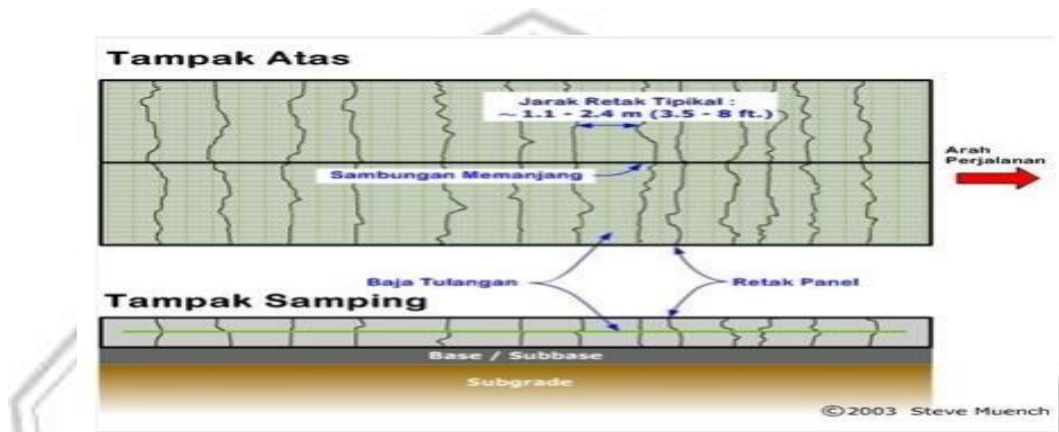 Tampak Atas
Jarak Retak Tipikal :
~ 1.1 - 2.4 m (3.5 - 8 ft.)
Arah
Perjalanan
Sambungan Memanjang
Baja Tulangan
Retak Panel
Tampak Samping
Base / Subbase
Subgrade
©2003 Steve Muench